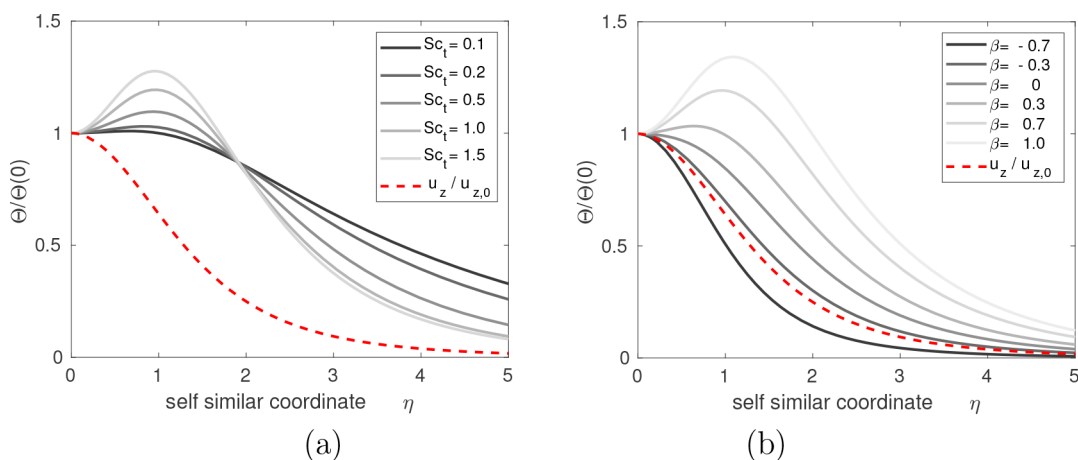 1.5
1
0.5
0
Θ/Θ(0)
Sc_t = 0.1
Sc_t = 0.2
Sc_t = 0.5
Sc_t = 1.0
Sc_t = 1.5
u_z / u_z,0
0 1 2 3 4 5
self similar coordinate η
(a)
1.5
1
0.5
0
Θ/Θ(0)
β= - 0.7
β= - 0.3
β= 0
β= 0.3
β= 0.7
β= 1.0
u_z / u_z,0
0 1 2 3 4 5
self similar coordinate η
(b)